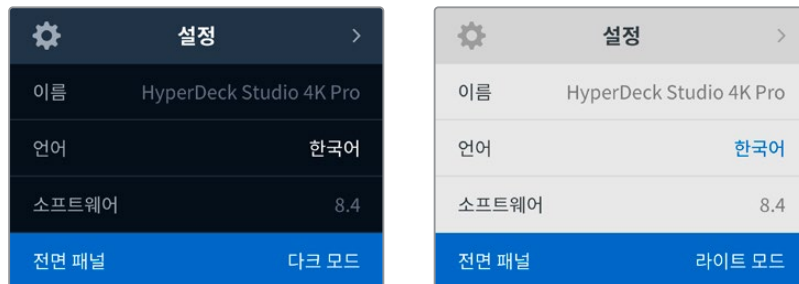 설정
이름 HyperDeck Studio 4K Pro
언어 한국어
소프트웨어 8.4
전면 패널 다크 모드
설정
이름 HyperDeck Studio 4K Pro
언어 한국어
소프트웨어 8.4
전면 패널 라이트 모드